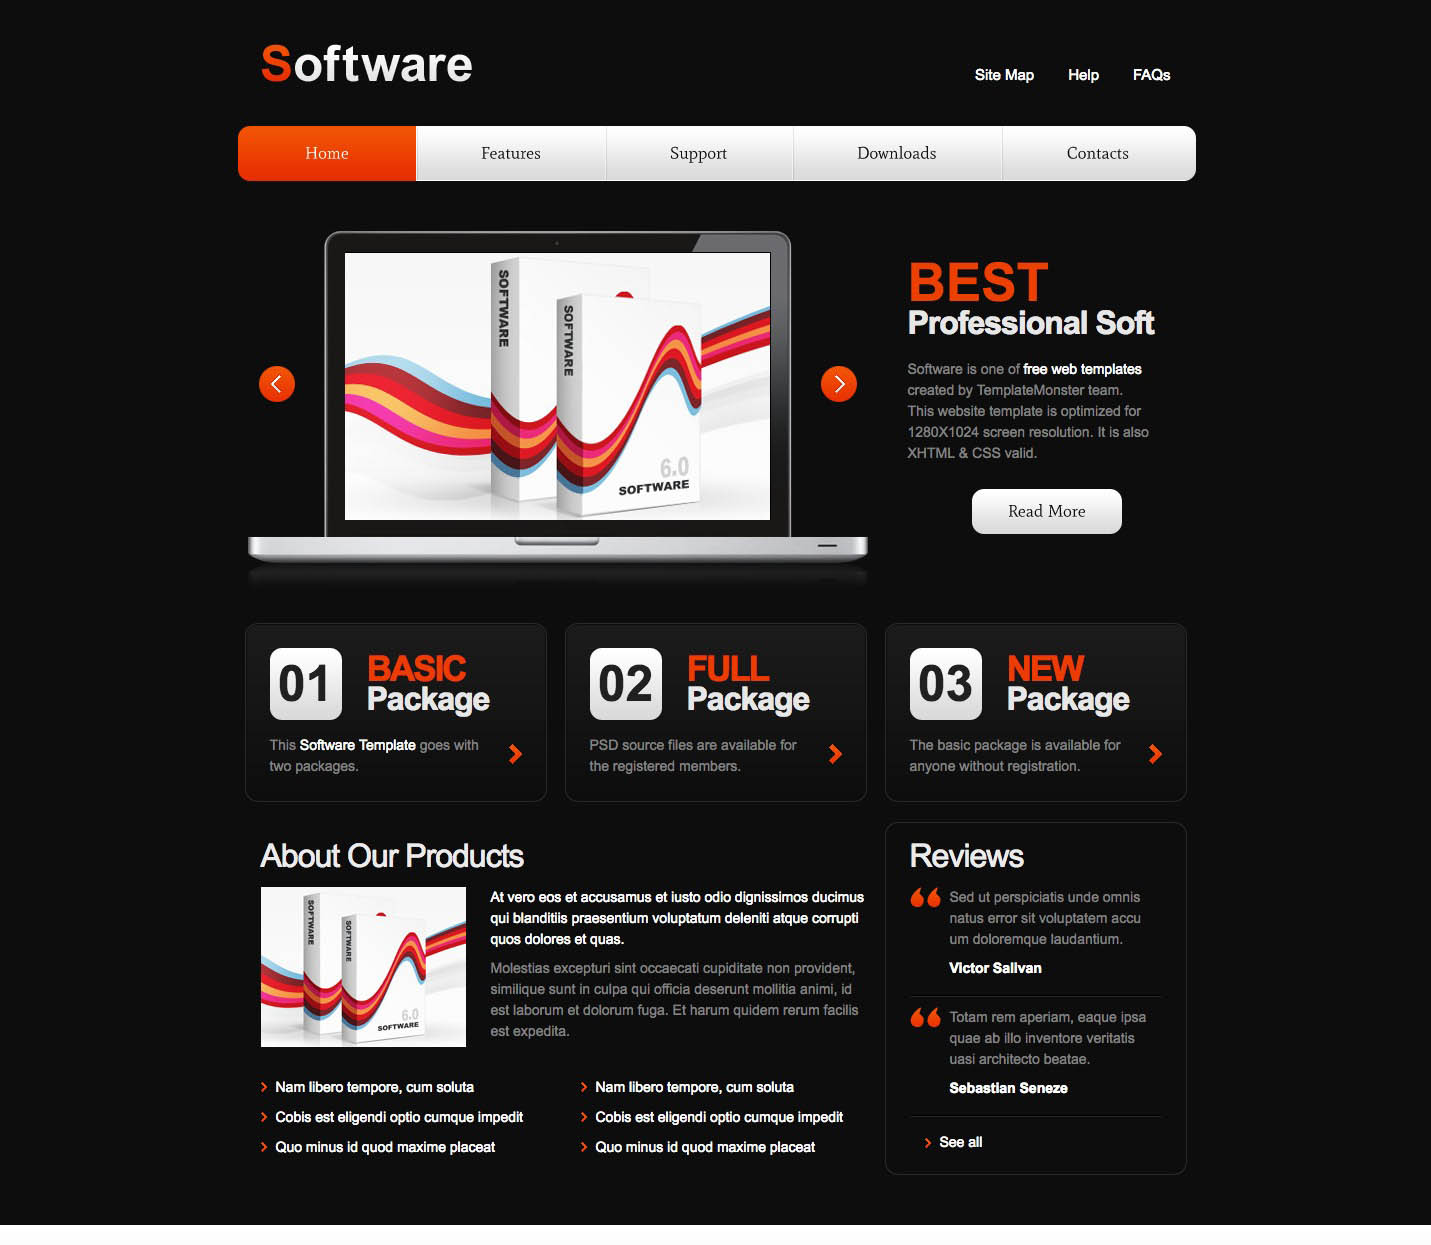 Software
Site Map Help FAQs
Home Features Support Downloads Contacts
SOFTWARE
SOFTWARE
6.0
SOFTWARE
BEST
Professional Soft
Software is one of free web templates
created by TemplateMonster team.
This website template is optimized for
1280X1024 screen resolution. It is also
XHTML & CSS valid.
Read More
01
BASIC
Package
This Software Template goes with
two packages.
02
FULL
Package
PSD source files are available for
the registered members.
03
NEW
Package
The basic package is available for
anyone without registration.
About Our Products
SOFTWARE
SOFTWARE
6.0
SOFTWARE
At vero eos et accusamus et iusto odio dignissimos ducimus
qui blanditiis praesentium voluptatum deleniti atque corrupti
quos dolores et quas.
Molestias excepturi sint occaecati cupiditate non provident,
similique sunt in culpa qui officia deserunt mollitia animi, id
est laborum et dolorum fuga. Et harum quidem rerum facilis
est expedita.
Nam libero tempore, cum soluta
Cobis est eligendi optio cumque impedit
Quo minus id quod maxime placeat
Nam libero tempore, cum soluta
Cobis est eligendi optio cumque impedit
Quo minus id quod maxime placeat
Reviews
Sed ut perspiciatis unde omnis
natus error sit voluptatem accu
um doloremque laudantium.
Victor Salivan
Totam rem aperiam, eaque ipsa
quae ab illo inventore veritatis
uasi architecto beatae.
Sebastian Seneze
See all